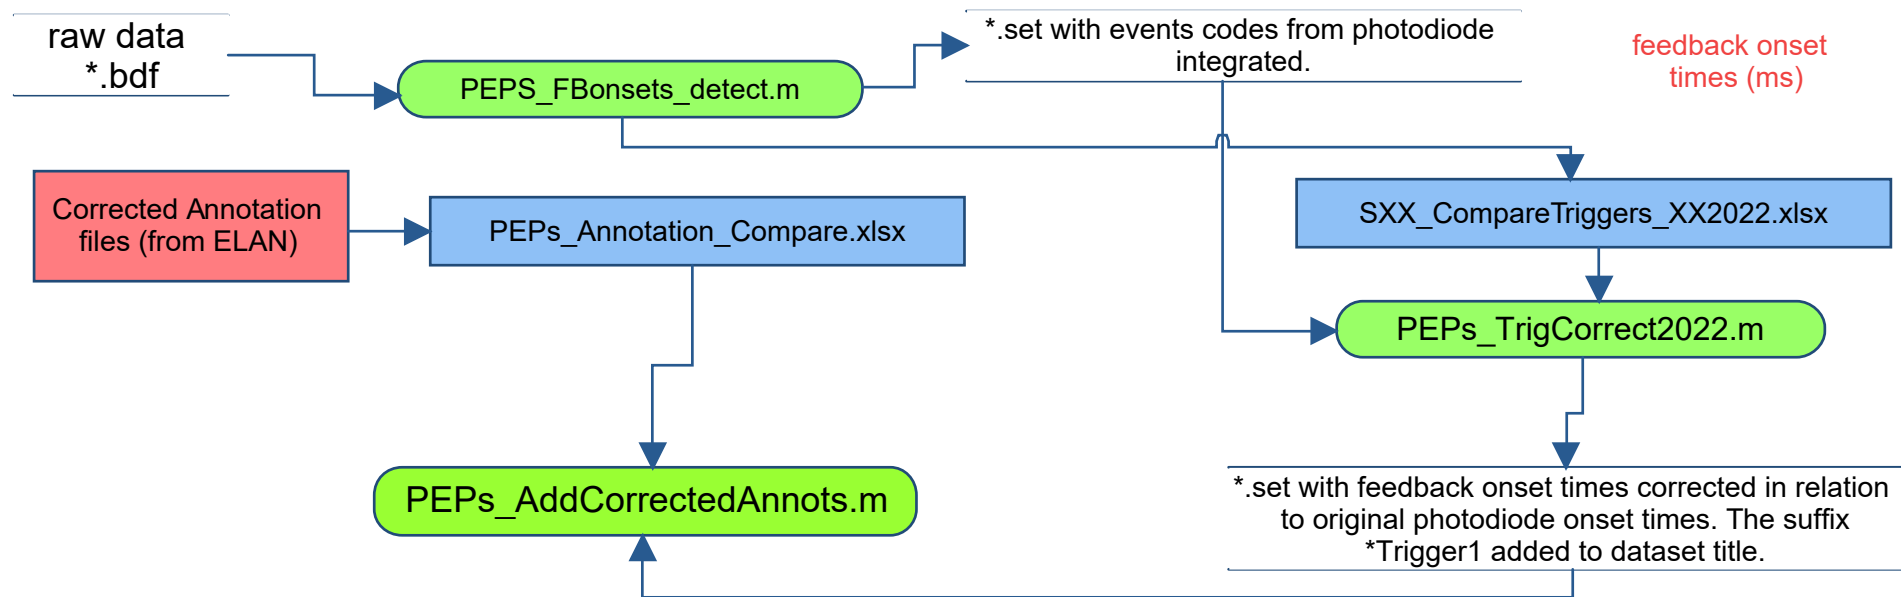 raw data
*.bdf
PEPS_FBonsets_detect.m
*.set with events codes from photodiode
integrated.
feedback onset
times (ms)
Corrected Annotation
files (from ELAN)
PEPs_Annotation_Compare.xlsx
SXX_CompareTriggers_XX2022.xlsx
PEPs_TrigCorrect2022.m
PEPs_AddCorrectedAnnots.m
*.set with feedback onset times corrected in relation
to original photodiode onset times. The suffix
*Trigger1 added to dataset title.